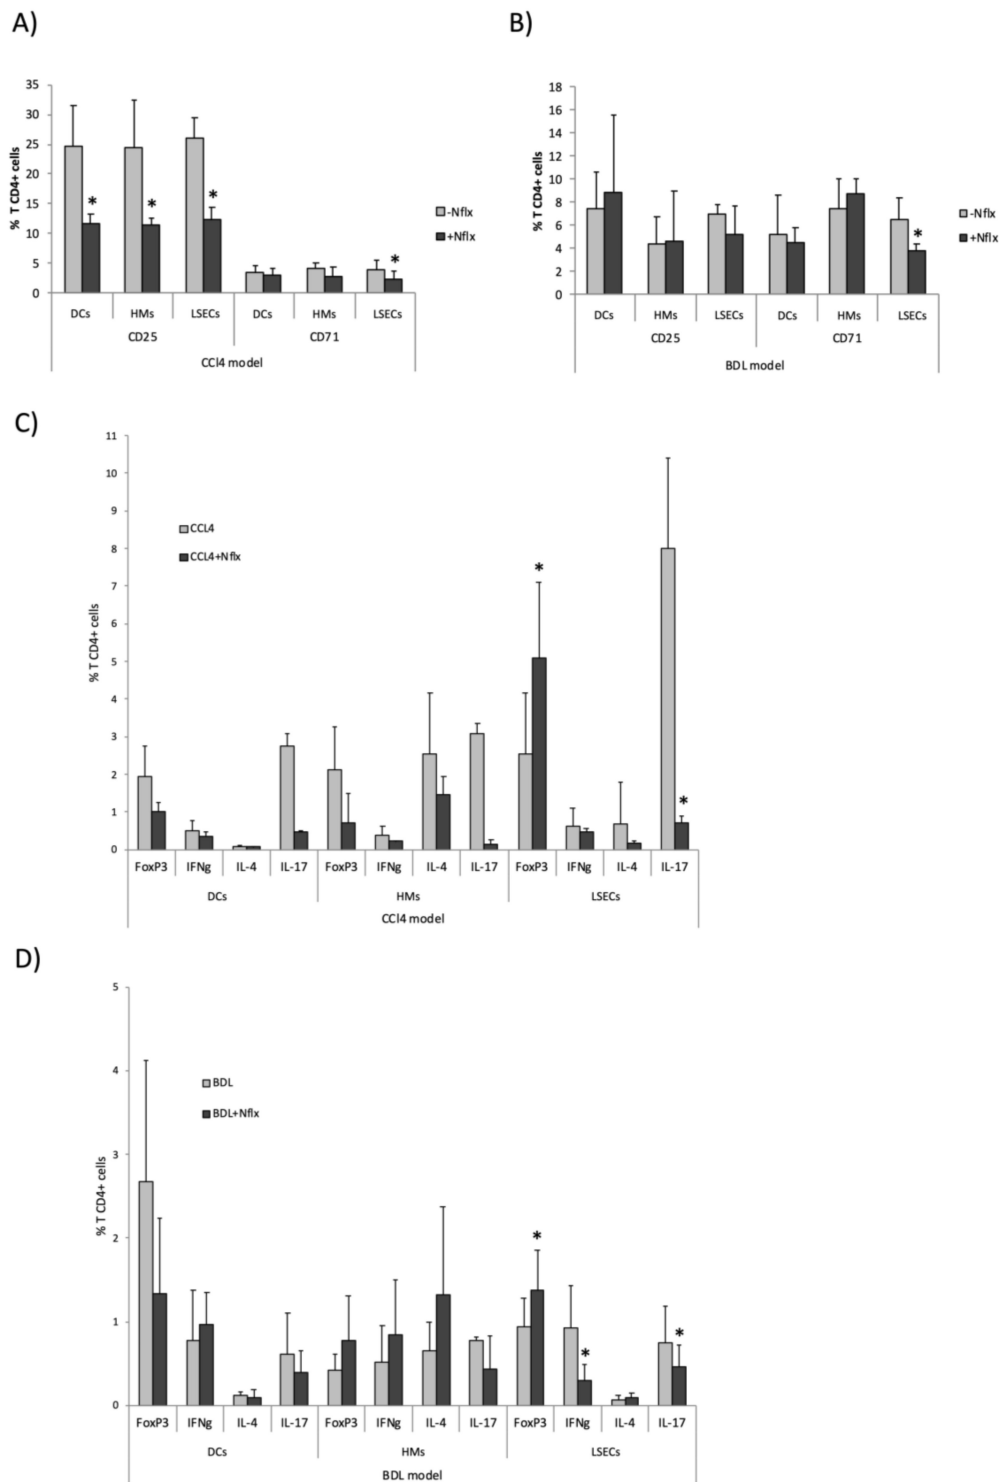 A)
B)
35
30
25
20
15
10
5
0
% T CD4+ cells
*
*
*
*
-Nflx
+Nflx
DCs HMs LSECs DCs HMs LSECs
CD25 CD71
CCl4 model
18
16
14
12
10
8
6
4
2
0
% T CD4+ cells
*
-Nflx
+Nflx
DCs HMs LSECs DCs HMs LSECs
CD25 CD71
BDL model
C)
11
10
9
8
7
6
5
4
3
2
1
0
% T CD4+ cells
CCL4
CCL4+Nflx
*
*
FoxP3 IFNg IL-4 IL-17 FoxP3 IFNg IL-4 IL-17 FoxP3 IFNg IL-4 IL-17
DCs HMs LSECs
CCl4 model
D)
5
4
3
2
1
0
% T CD4+ cells
BDL
BDL+Nflx
*
*
*
FoxP3 IFNg IL-4 IL-17 FoxP3 IFNg IL-4 IL-17 FoxP3 IFNg IL-4 IL-17
DCs HMs LSECs
BDL model